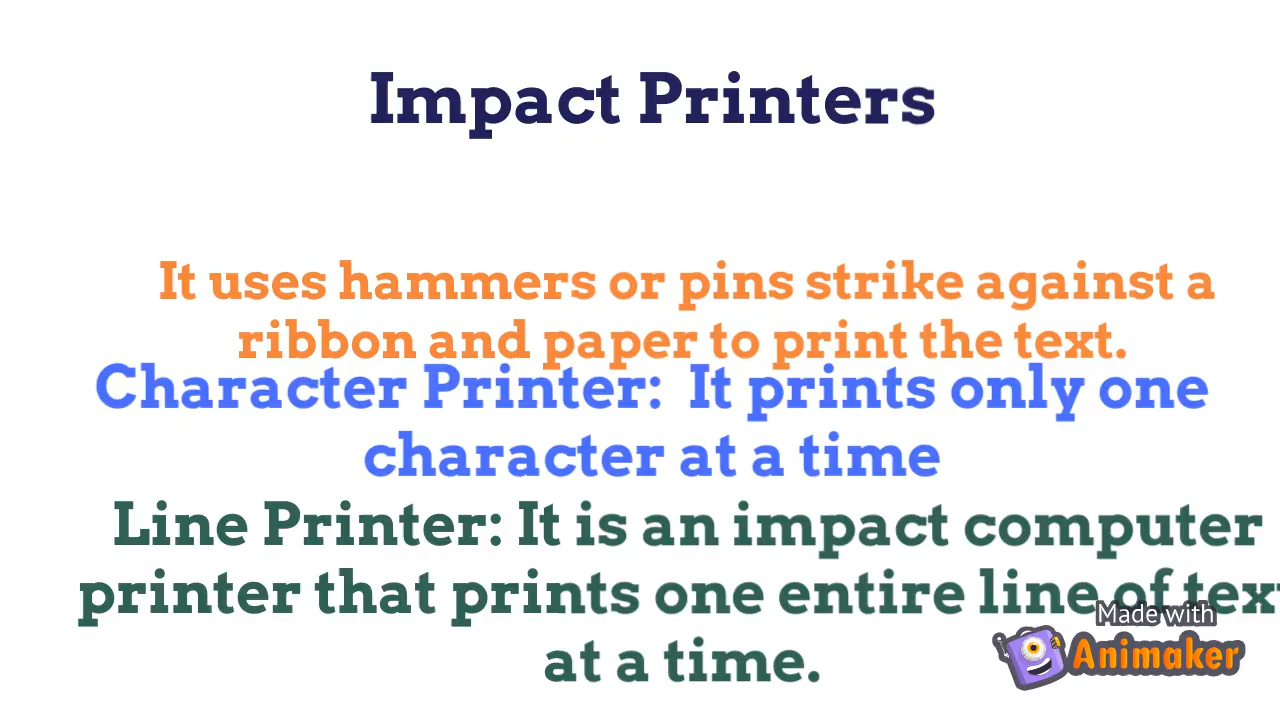 Impact Printers
It uses hammers or pins strike against a
ribbon and paper to print the text.
Character Printer: It prints only one
character at a time
Line Printer: It is an impact computer
printer that prints one entire line of tex
at a time.
Made with
Animaker